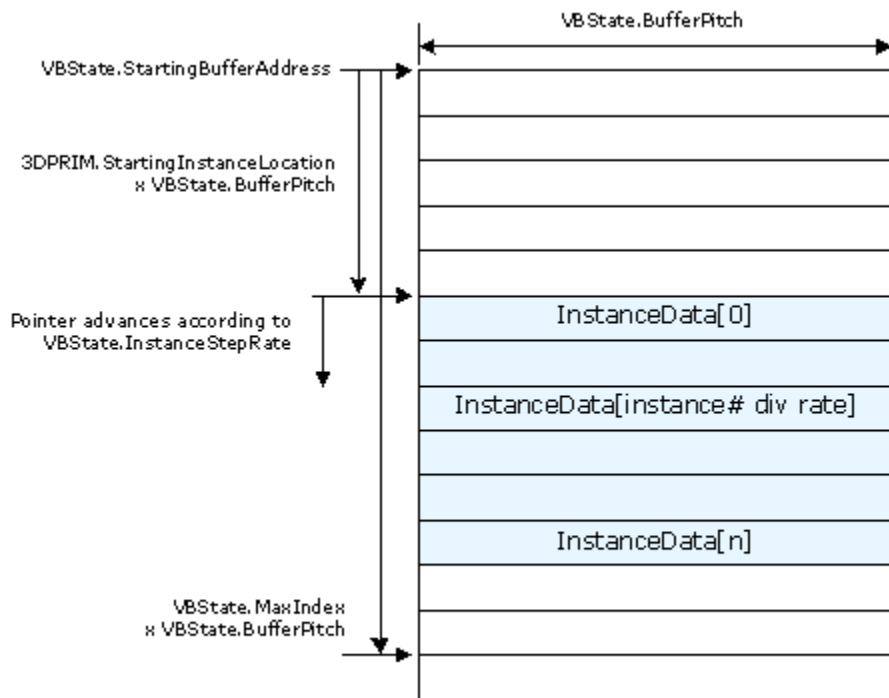 VBState.BufferPitch
VBState.StartingBufferAddress
3DPRIM.StartingInstanceLocation
x VBState.BufferPitch
InstanceData[0]
Pointer advances according to
VBState.InstanceStepRate
InstanceData[instance# div rate]
InstanceData[n]
VBState.MaxIndex
x VBState.BufferPitch